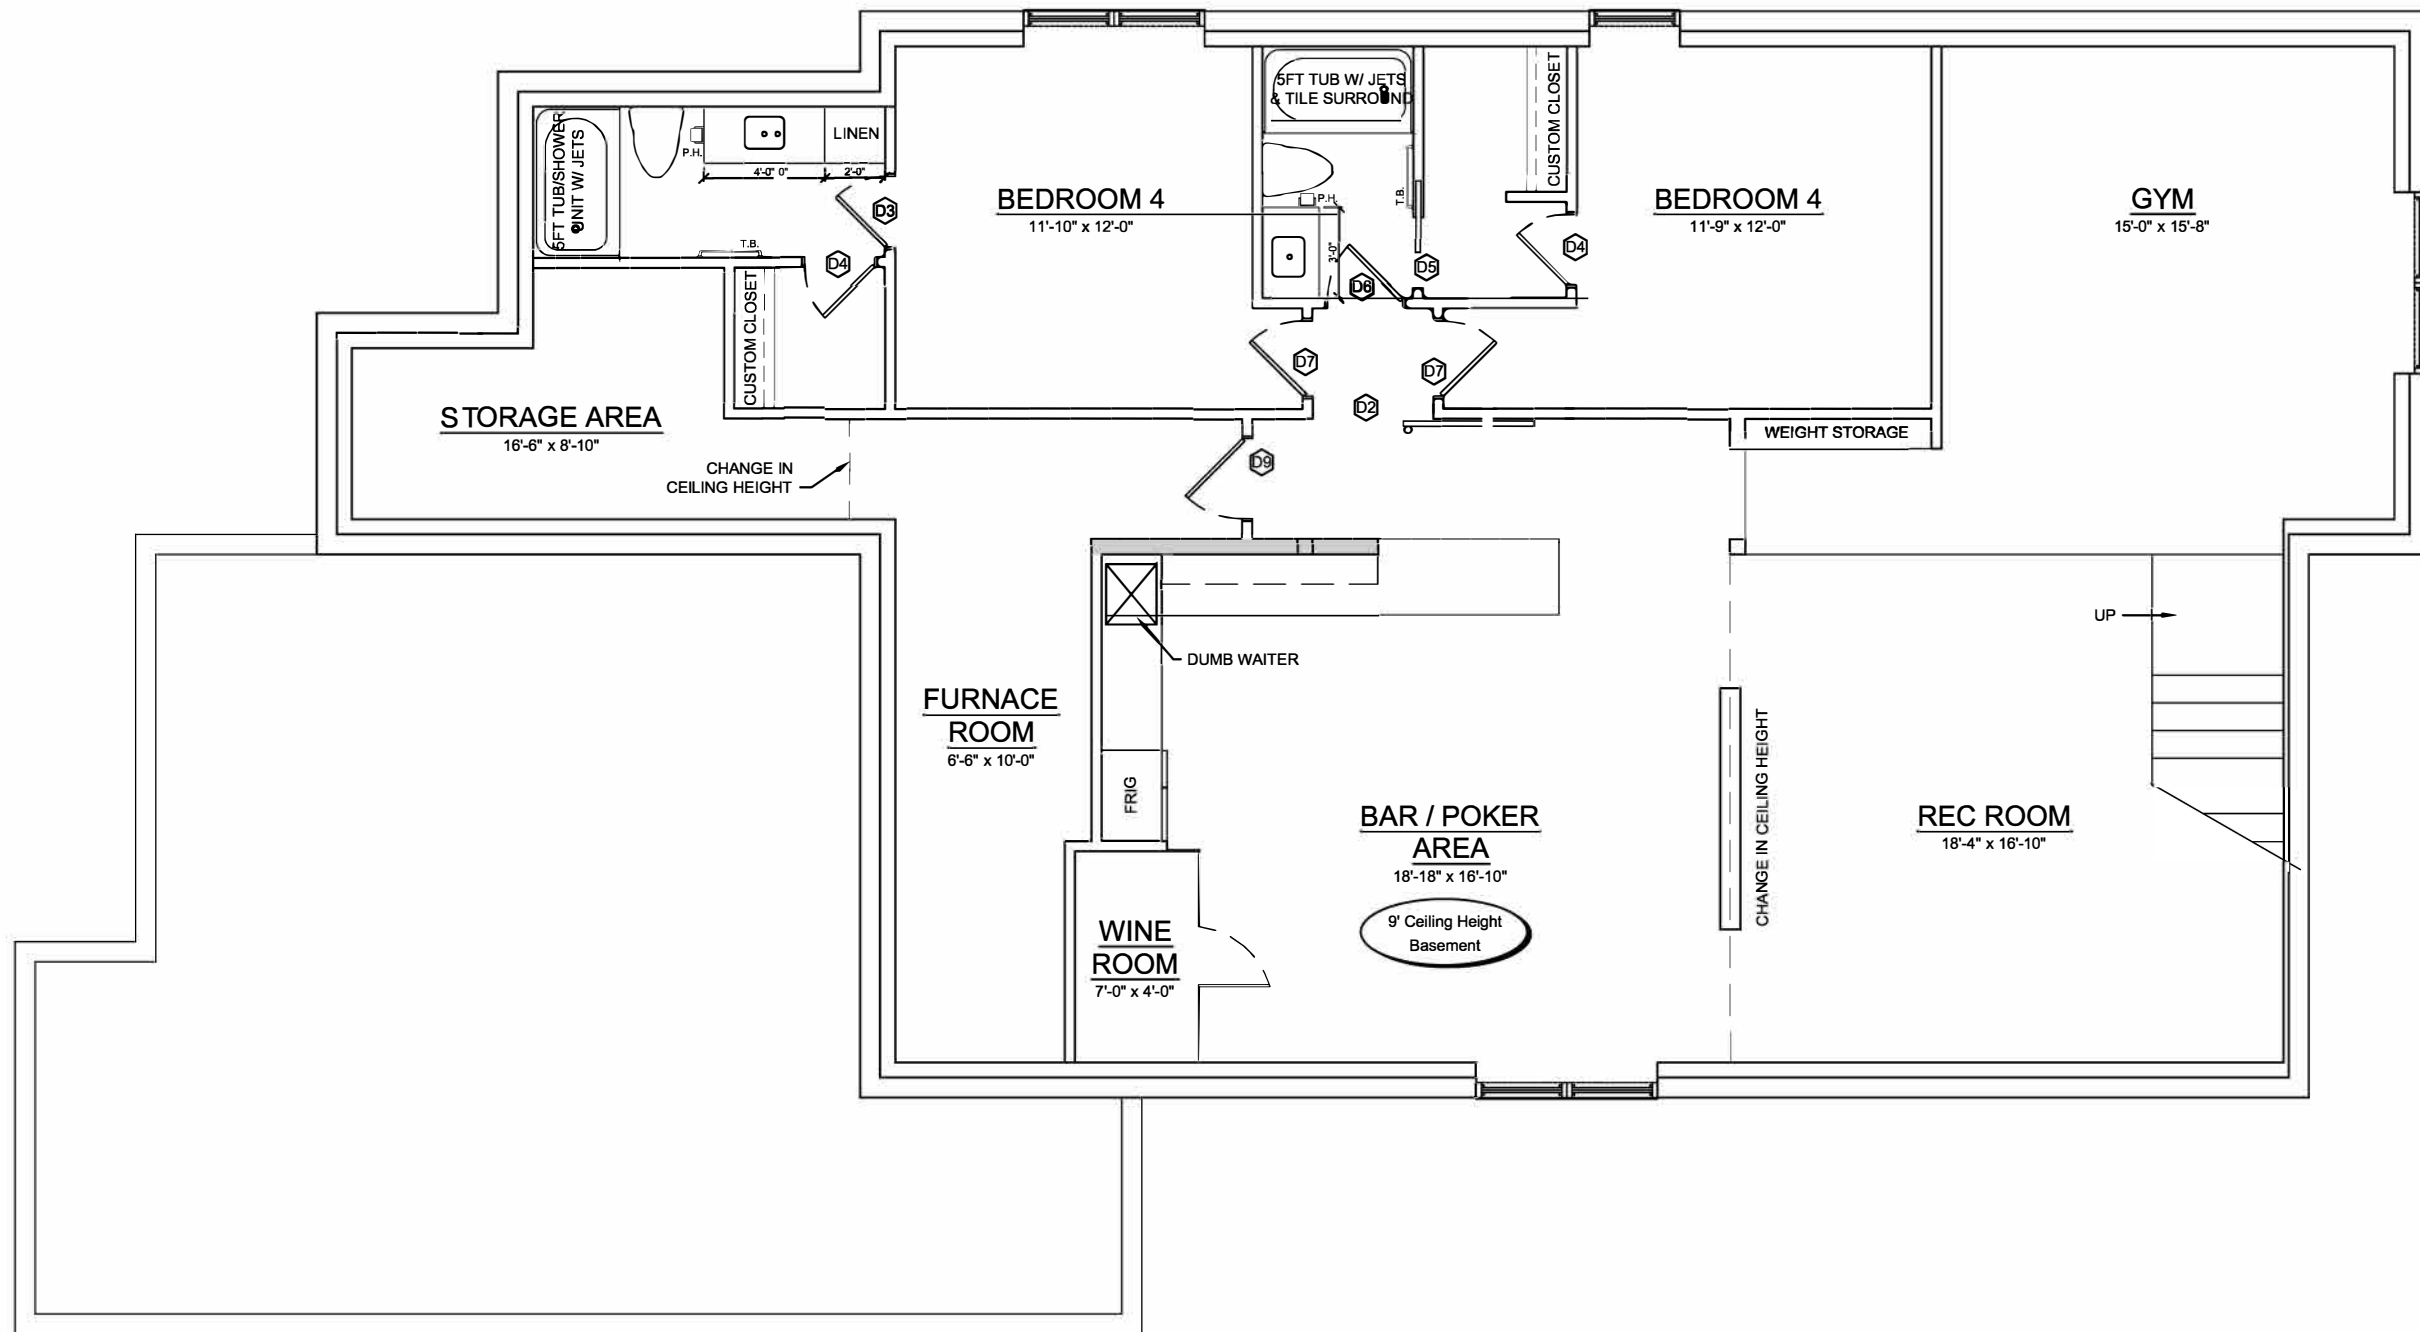 5FT TUB/SHOWER
UNIT W/ JETS
P.H.
LINEN
4'-0" 0"
2'-0"
D3
T.B.
D4
CUSTOM CLOSET
BEDROOM 4
11'-10" x 12'-0"
5FT TUB W/ JETS
& TILE SURROUND
T.B.
P.H.
3'-0"
D6
D5
CUSTOM CLOSET
D4
BEDROOM 4
11'-9" x 12'-0"
GYM
15'-0" x 15'-8"
D7
D7
D2
WEIGHT STORAGE
STORAGE AREA
16'-6" x 8'-10"
CHANGE IN
CEILING HEIGHT
D9
DUMB WAITER
UP
FURNACE
ROOM
6'-6" x 10'-0"
FRIG
BAR / POKER
AREA
18'-18" x 16'-10"
9' Ceiling Height
Basement
CHANGE IN CEILING HEIGHT
REC ROOM
18'-4" x 16'-10"
WINE
ROOM
7'-0" x 4'-0"